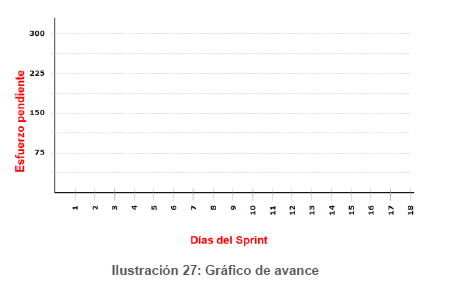 300
225
150
75
Esfuerzo pendiente
1 2 3 4 5 6 7 8 9 10 11 12 13 14 15 16 17 18
Días del Sprint
Ilustración 27: Gráfico de avance